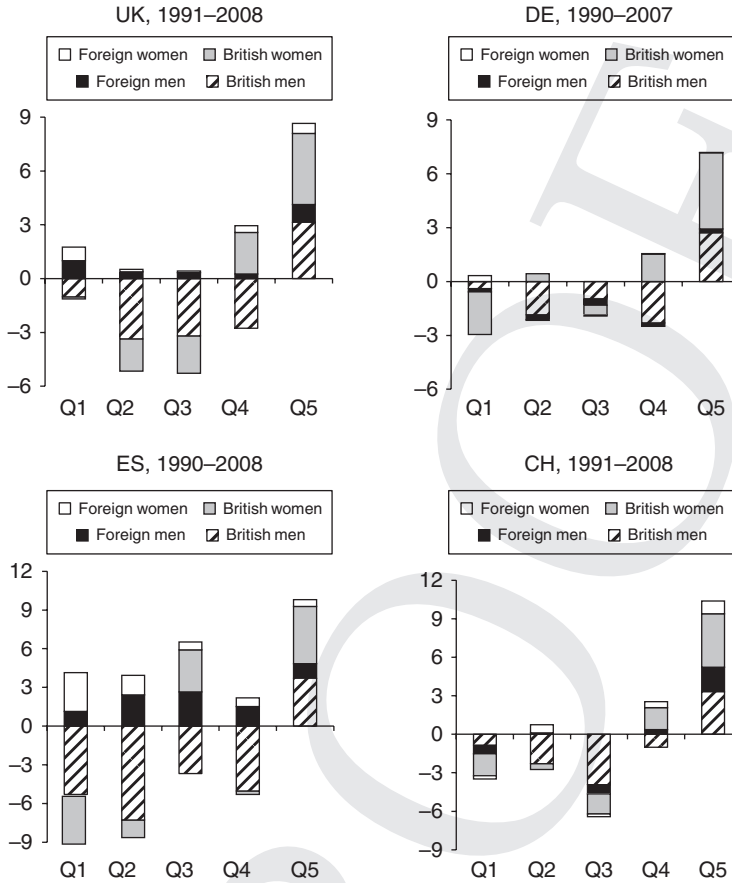 UK, 1991–2008
Foreign women British women
Foreign men British men
9
6
3
0
–3
–6
Q1 Q2 Q3 Q4 Q5
DE, 1990–2007
Foreign women British women
Foreign men British men
9
6
3
0
–3
–6
Q1 Q2 Q3 Q4 Q5
ES, 1990–2008
Foreign women British women
Foreign men British men
12
9
6
3
0
–3
–6
–9
Q1 Q2 Q3 Q4 Q5
CH, 1991–2008
Foreign women British women
Foreign men British men
12
9
6
3
0
–3
–6
–9
Q1 Q2 Q3 Q4 Q5